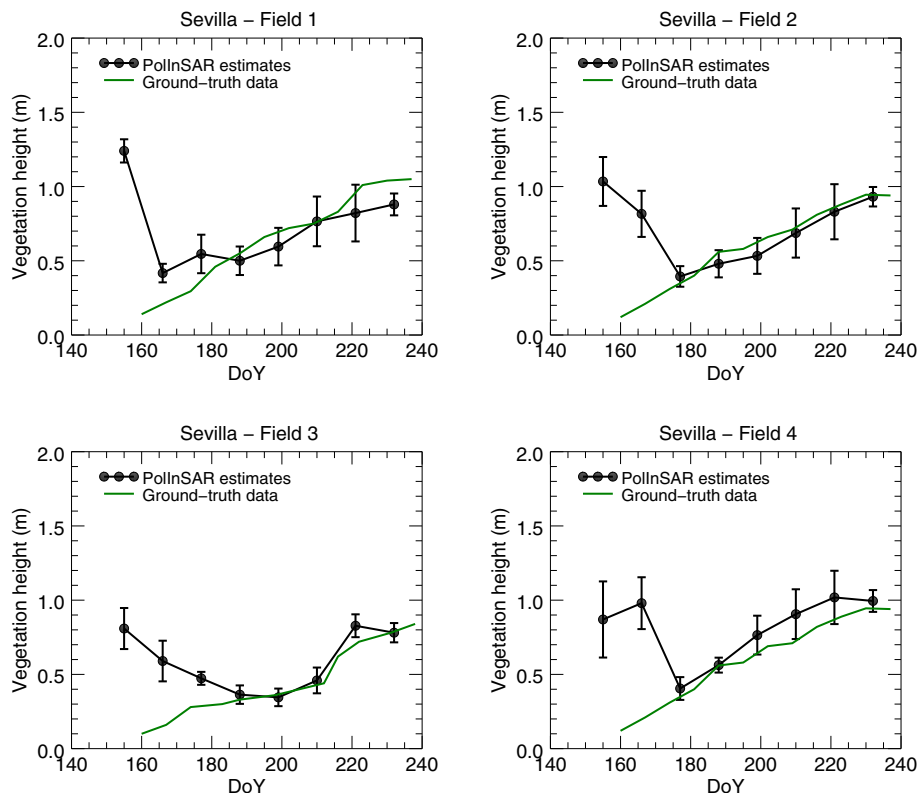 Sevilla − Field 1
2.0
1.5
1.0
0.5
0.0
PolInSAR estimates
Ground−truth data
Vegetation height (m)
140 160 180 200 220 240
DoY
Sevilla − Field 2
2.0
1.5
1.0
0.5
0.0
PolInSAR estimates
Ground−truth data
Vegetation height (m)
140 160 180 200 220 240
DoY
Sevilla − Field 3
2.0
1.5
1.0
0.5
0.0
PolInSAR estimates
Ground−truth data
Vegetation height (m)
140 160 180 200 220 240
DoY
Sevilla − Field 4
2.0
1.5
1.0
0.5
0.0
PolInSAR estimates
Ground−truth data
Vegetation height (m)
140 160 180 200 220 240
DoY